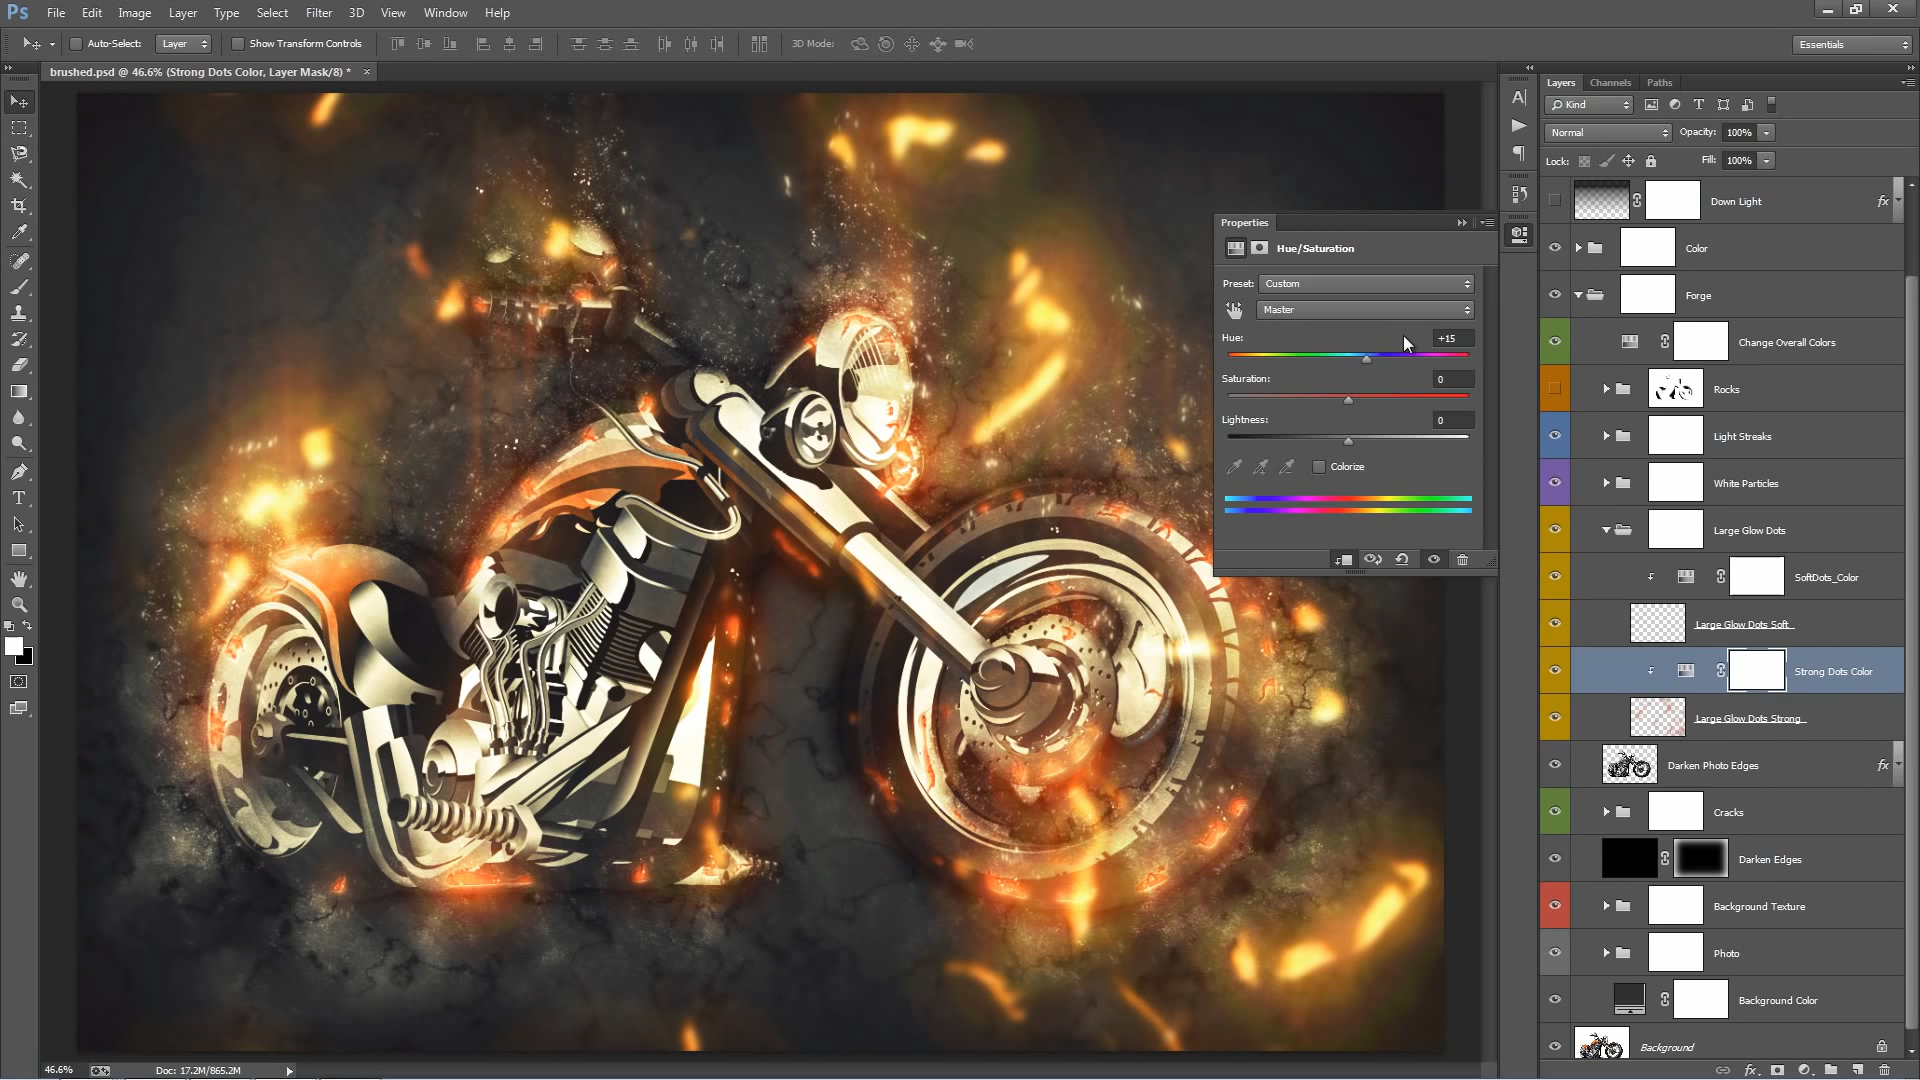 Ps File Edit Image Layer Type Select Filter 3D View Window Help
Auto-Select: Layer Show Transform Controls 3D Mode: Essentials
brushed.psd @ 46.6% (Strong Dots Color, Layer Mask/8) * ×
Layers Channels Paths
Kind
Normal Opacity: 100%
Lock: Fill: 100%
Down Light fx
Color
Forge
Change Overall Colors
Rocks
Light Streaks
White Particles
Large Glow Dots
SoftDots_Color
Large Glow Dots Soft
Strong Dots Color
Large Glow Dots Strong
Darken Photo Edges fx
Cracks
Darken Edges
Background Texture
Photo
Background Color
Background
Properties
Hue/Saturation
Preset: Custom
Master
Hue: +15
Saturation: 0
Lightness: 0
Colorize
46.6% Doc: 17.2M/865.2M